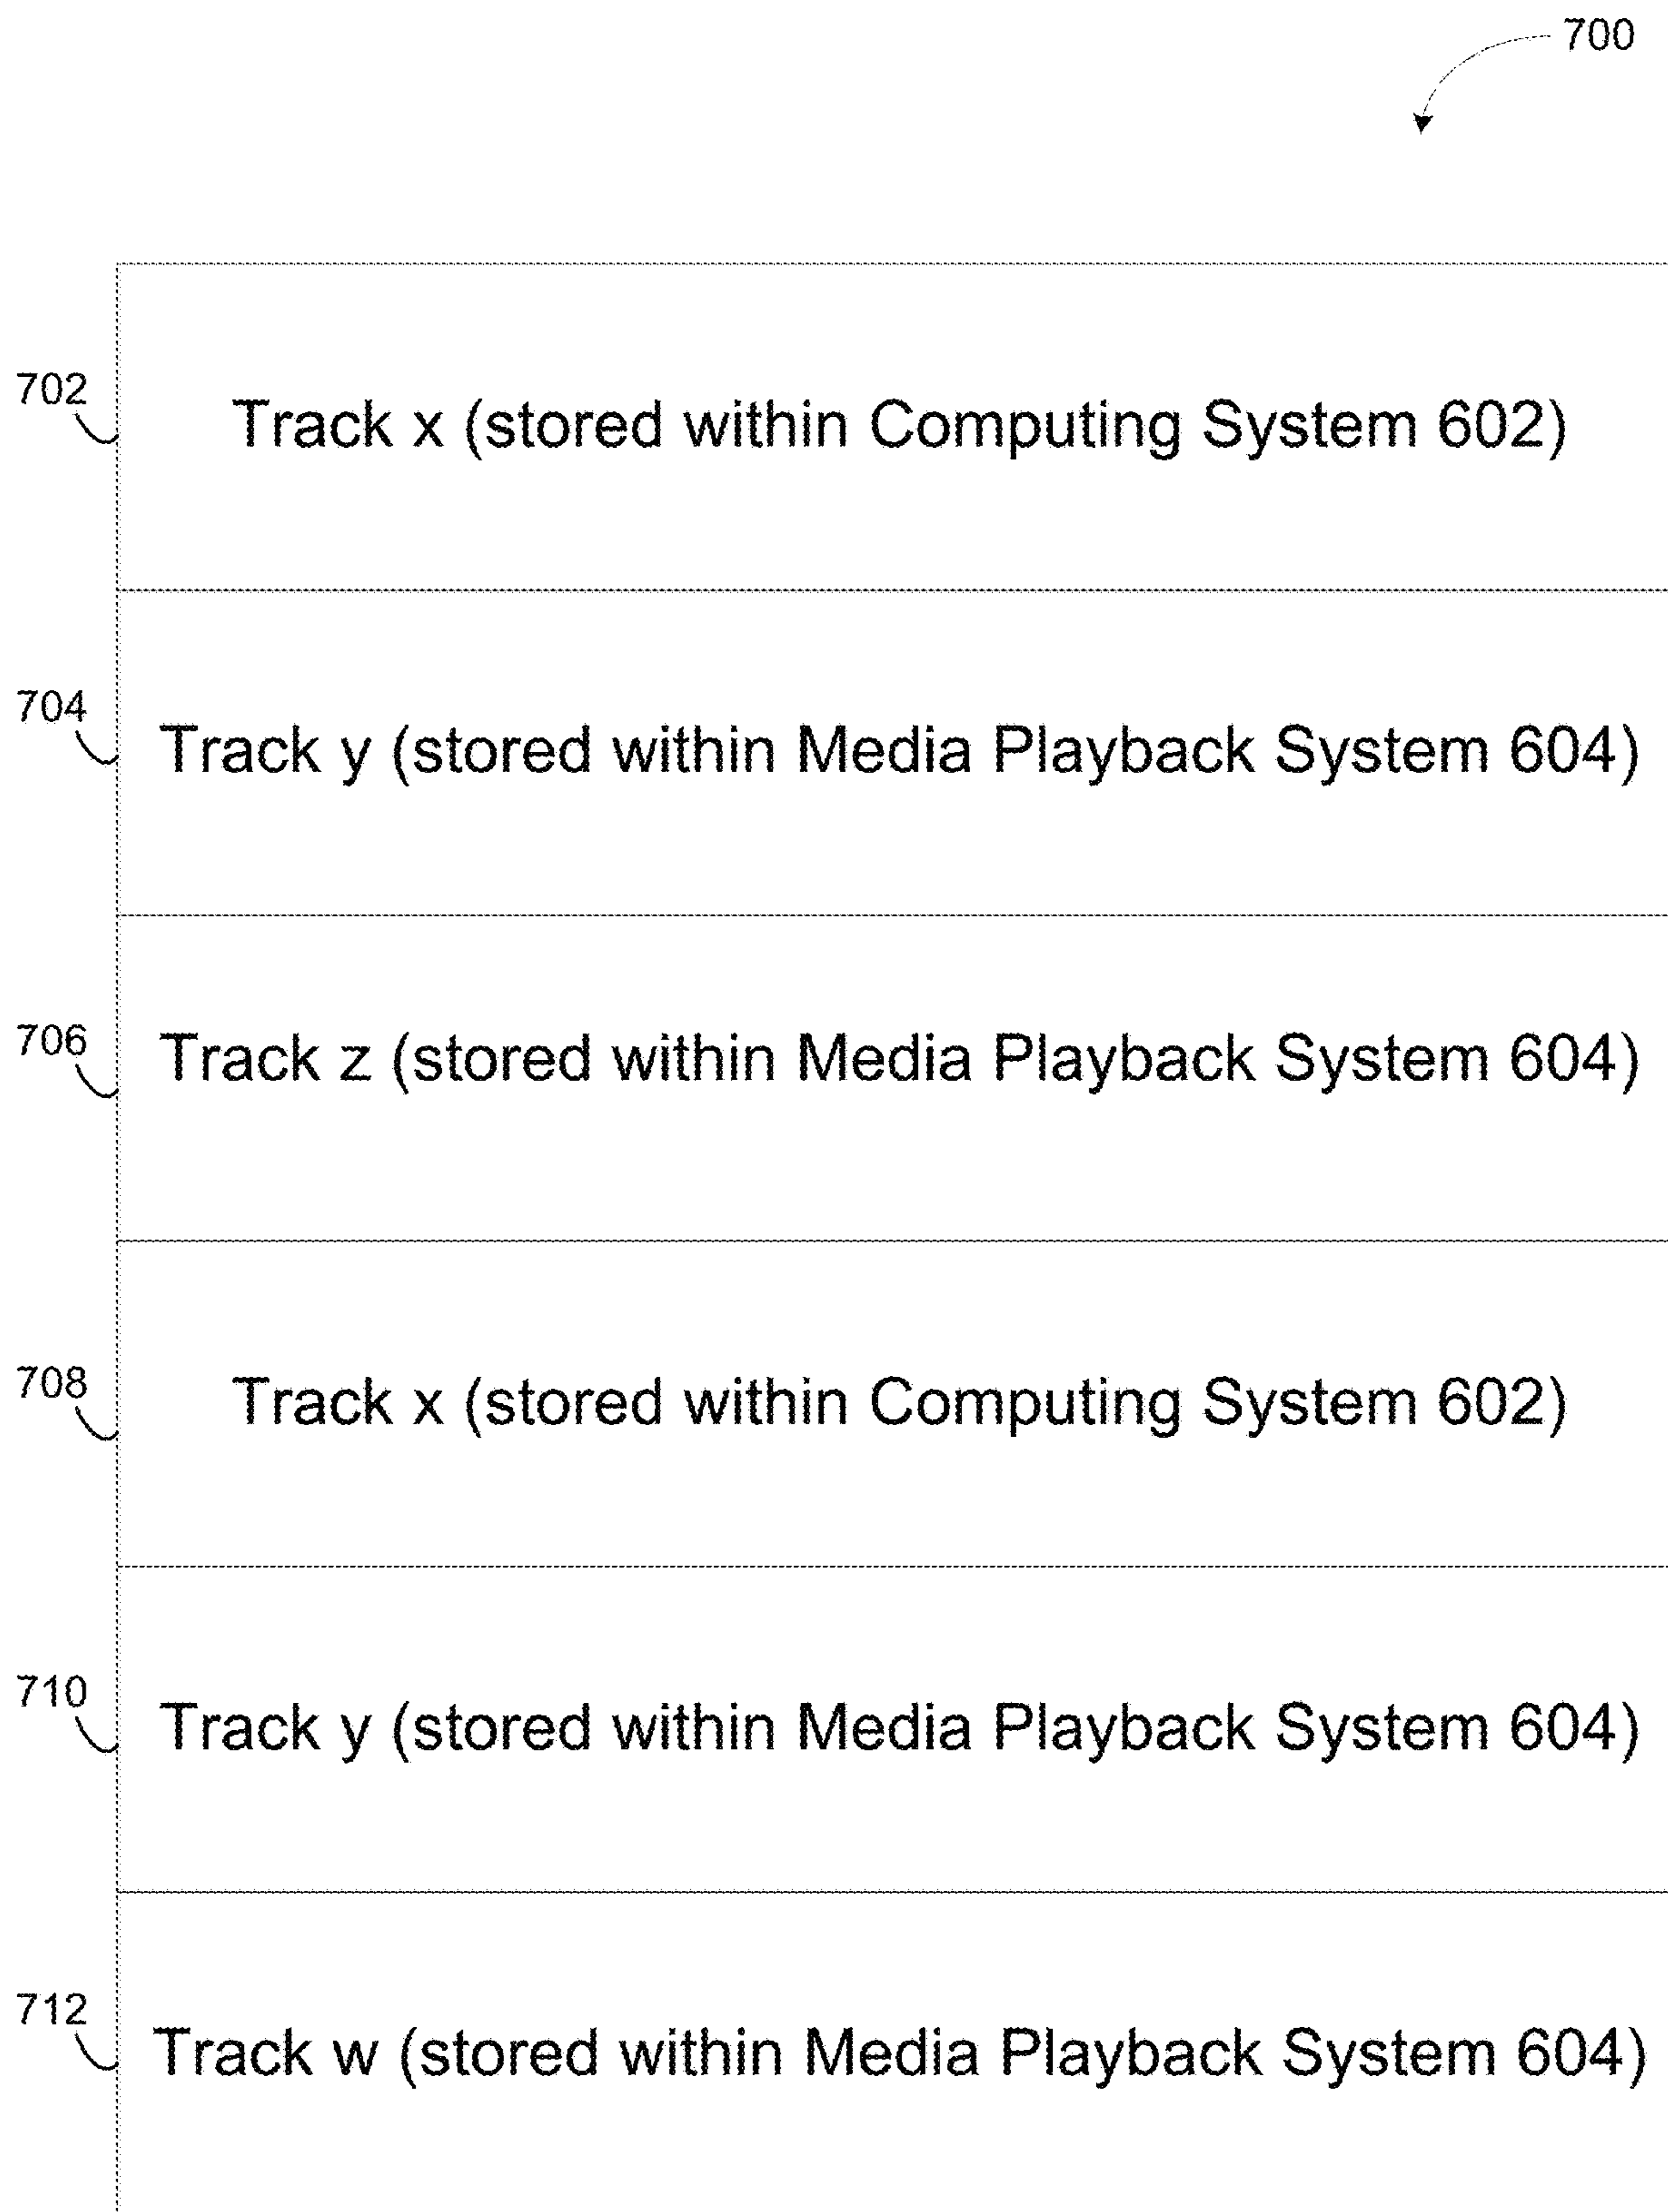 700
702
Track x (stored within Computing System 602)
704
Track y (stored within Media Playback System 604)
706
Track z (stored within Media Playback System 604)
708
Track x (stored within Computing System 602)
710
Track y (stored within Media Playback System 604)
712
Track w (stored within Media Playback System 604)